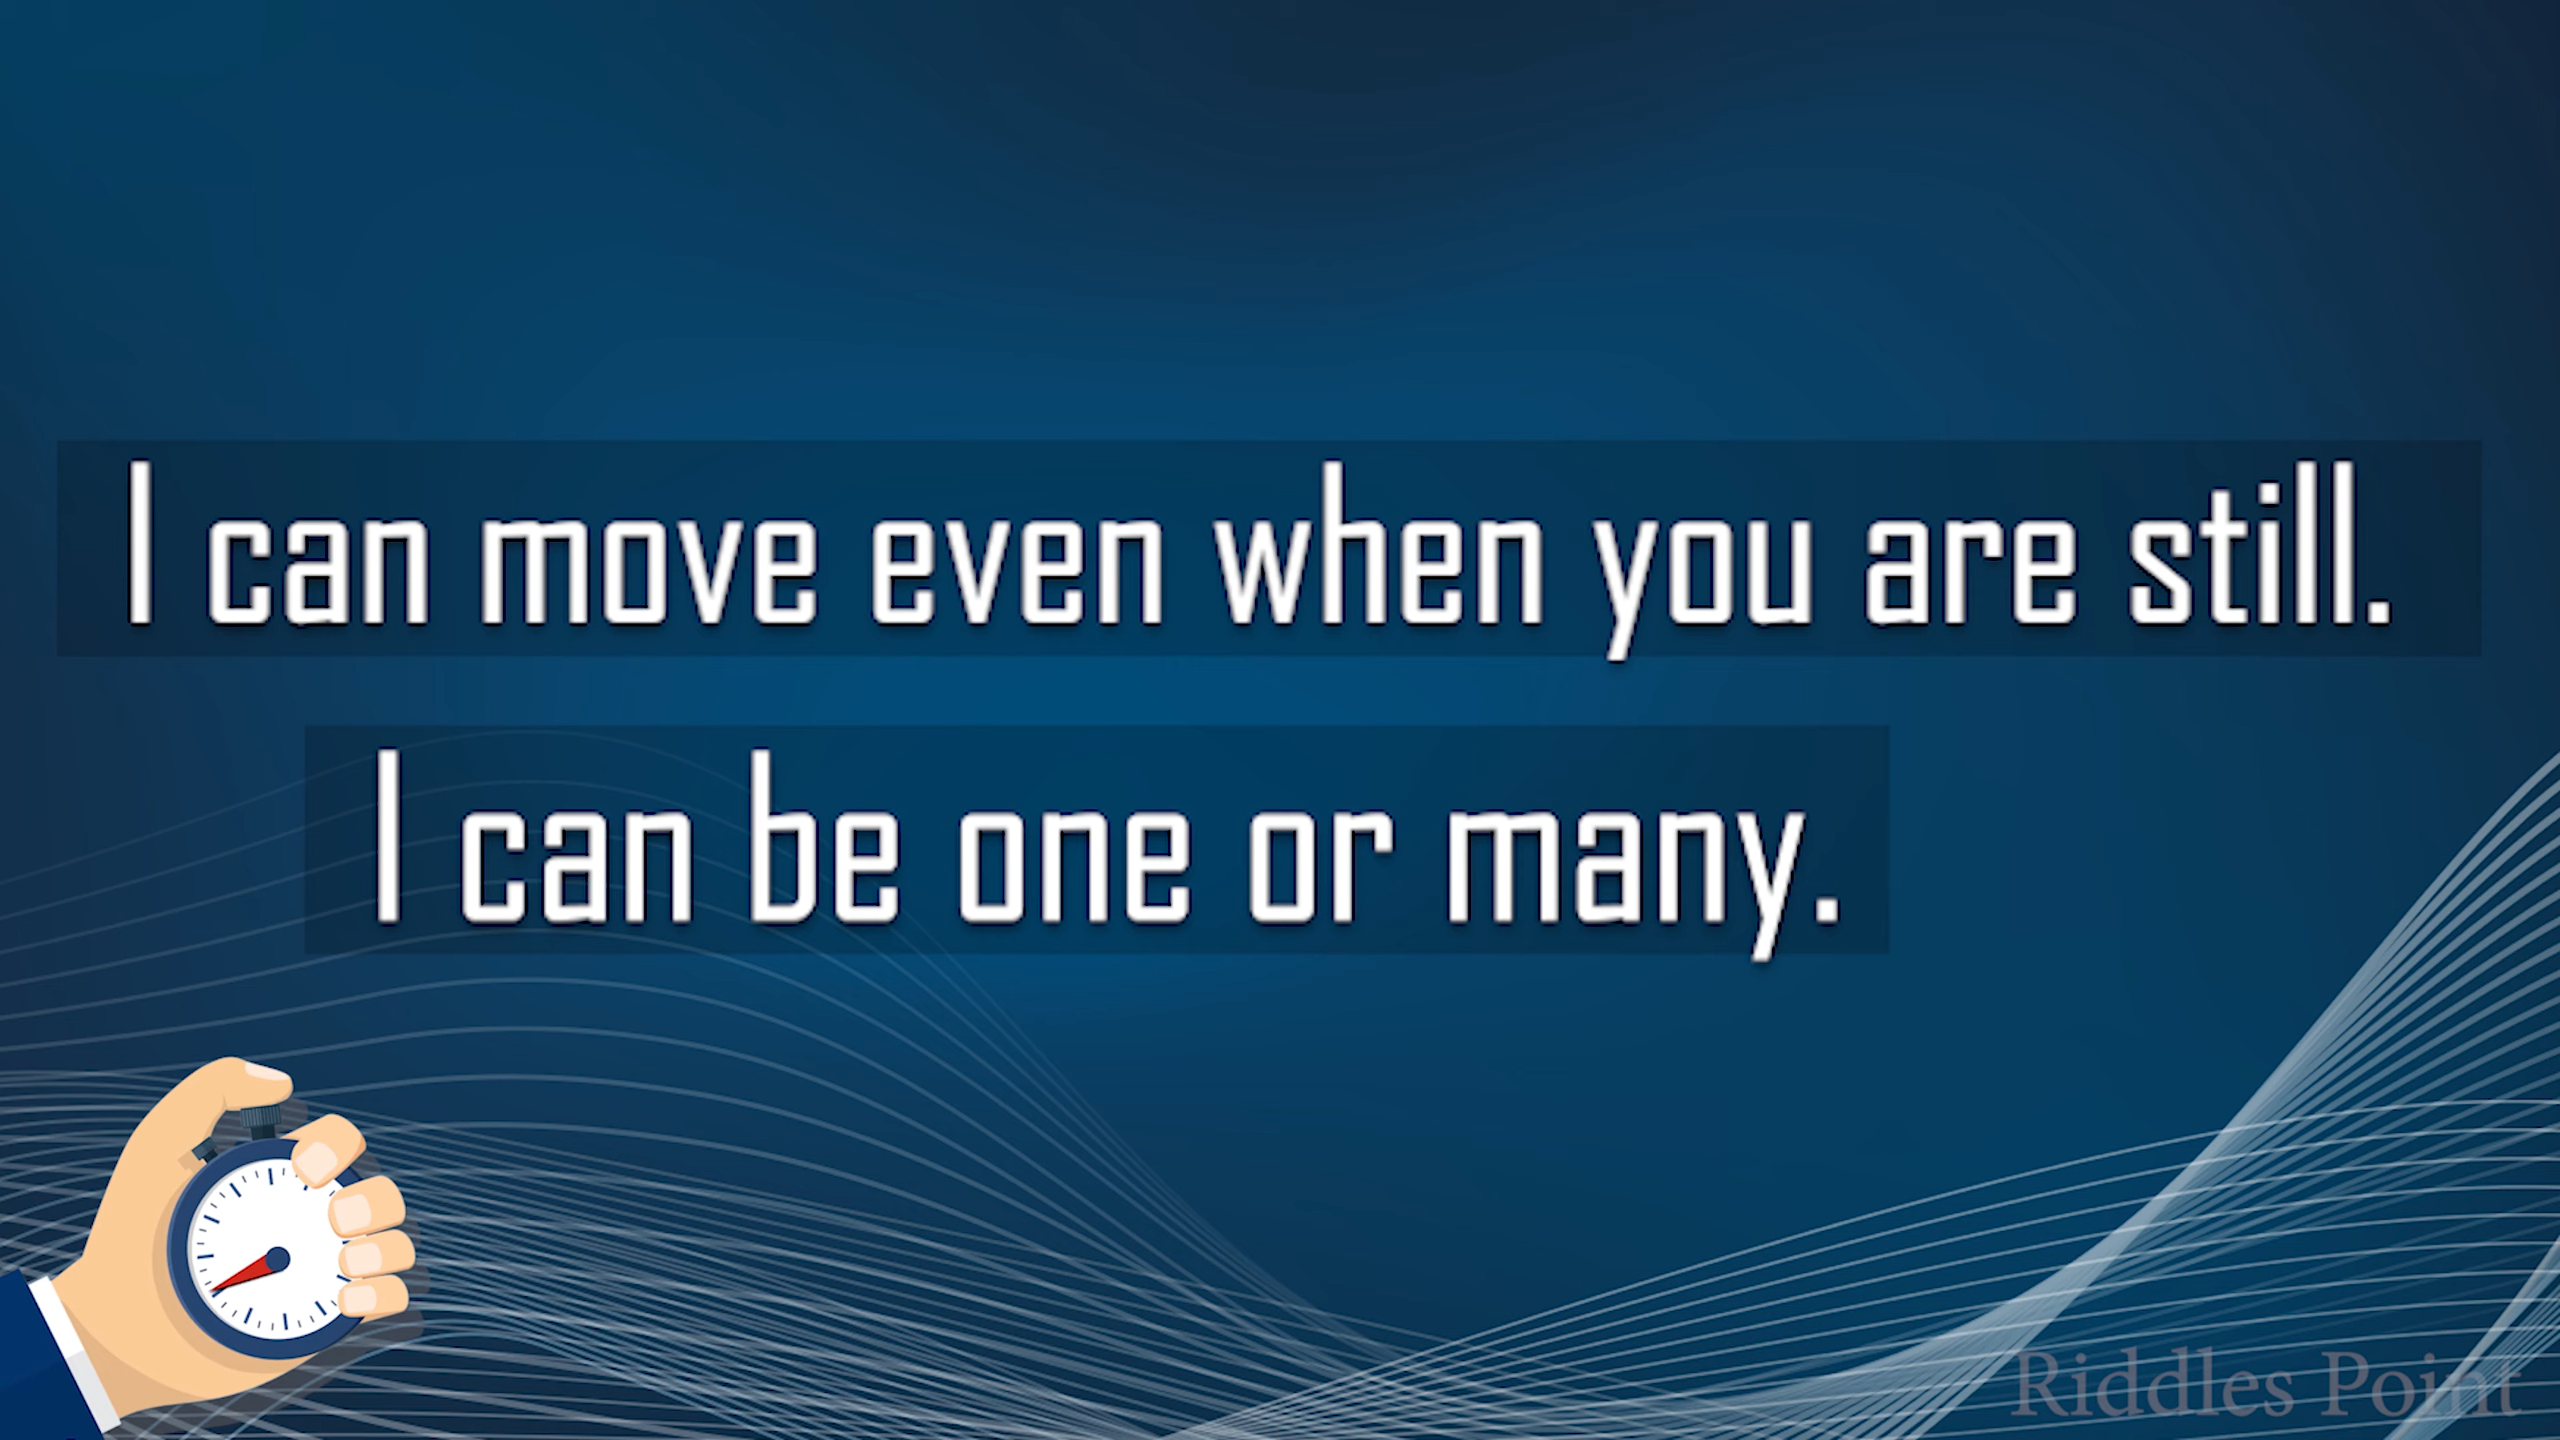 I can move even when you are still.
I can be one or many.
Riddles Point